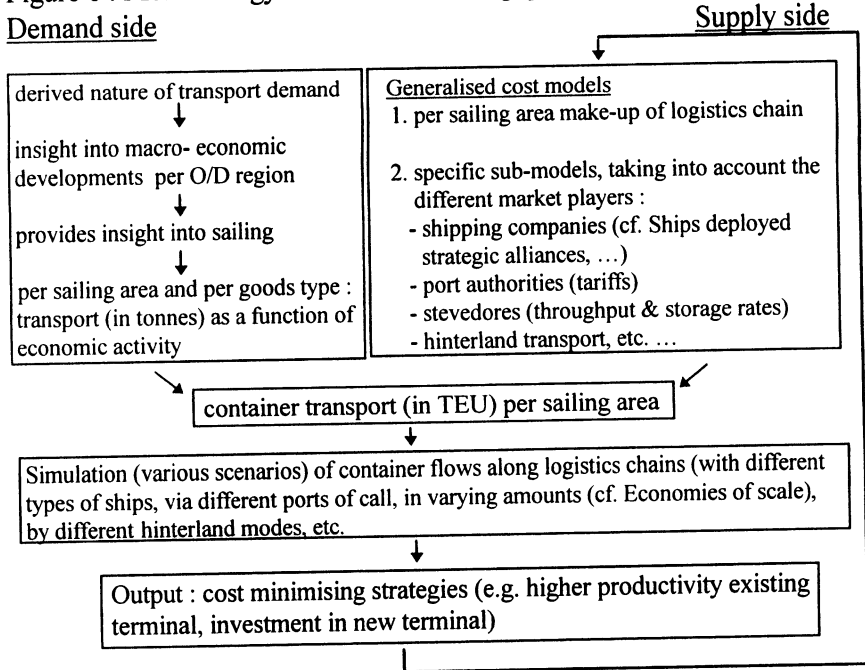 Demand side
Supply side
derived nature of transport demand
insight into macro- economic
developments per O/D region
provides insight into sailing
per sailing area and per goods type :
transport (in tonnes) as a function of
economic activity
Generalised cost models
1. per sailing area make-up of logistics chain
2. specific sub-models, taking into account the
different market players :
- shipping companies (cf. Ships deployed
strategic alliances, …)
- port authorities (tariffs)
- stevedores (throughput & storage rates)
- hinterland transport, etc. …
container transport (in TEU) per sailing area
Simulation (various scenarios) of container flows along logistics chains (with different
types of ships, via different ports of call, in varying amounts (cf. Economies of scale),
by different hinterland modes, etc.
Output : cost minimising strategies (e.g. higher productivity existing
terminal, investment in new terminal)